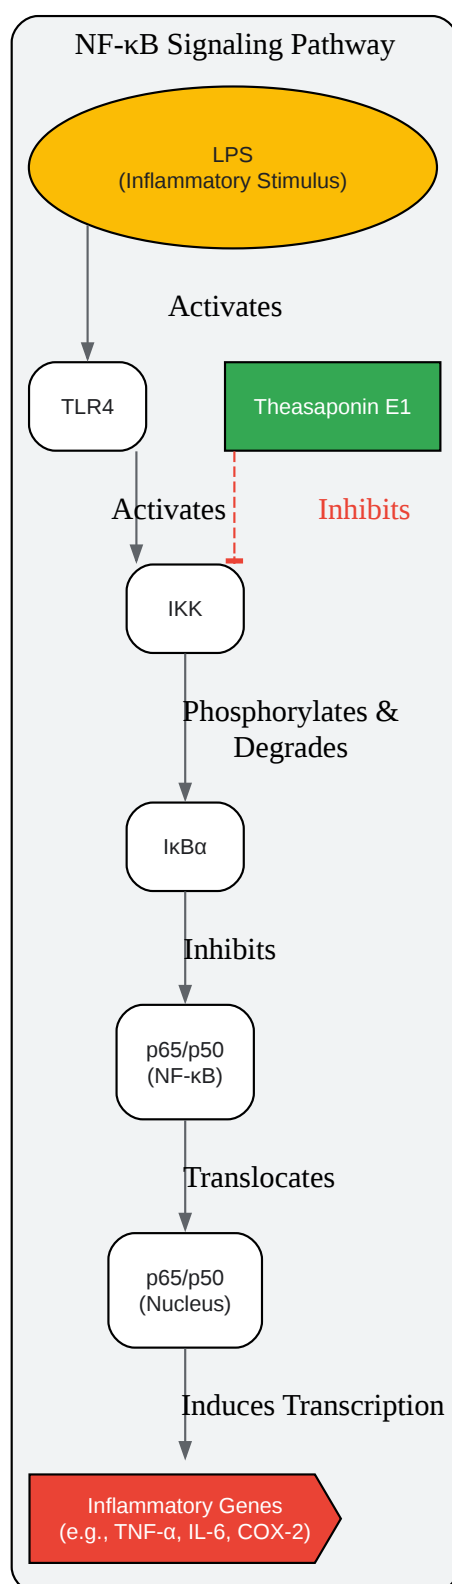 NF-κB Signaling Pathway
LPS
(Inflammatory Stimulus)
Activates
TLR4
Theasaponin E1
Activates
Inhibits
IKK
Phosphorylates &
Degrades
IκBα
Inhibits
p65/p50
(NF-κB)
Translocates
p65/p50
(Nucleus)
Induces Transcription
Inflammatory Genes
(e.g., TNF-α, IL-6, COX-2)